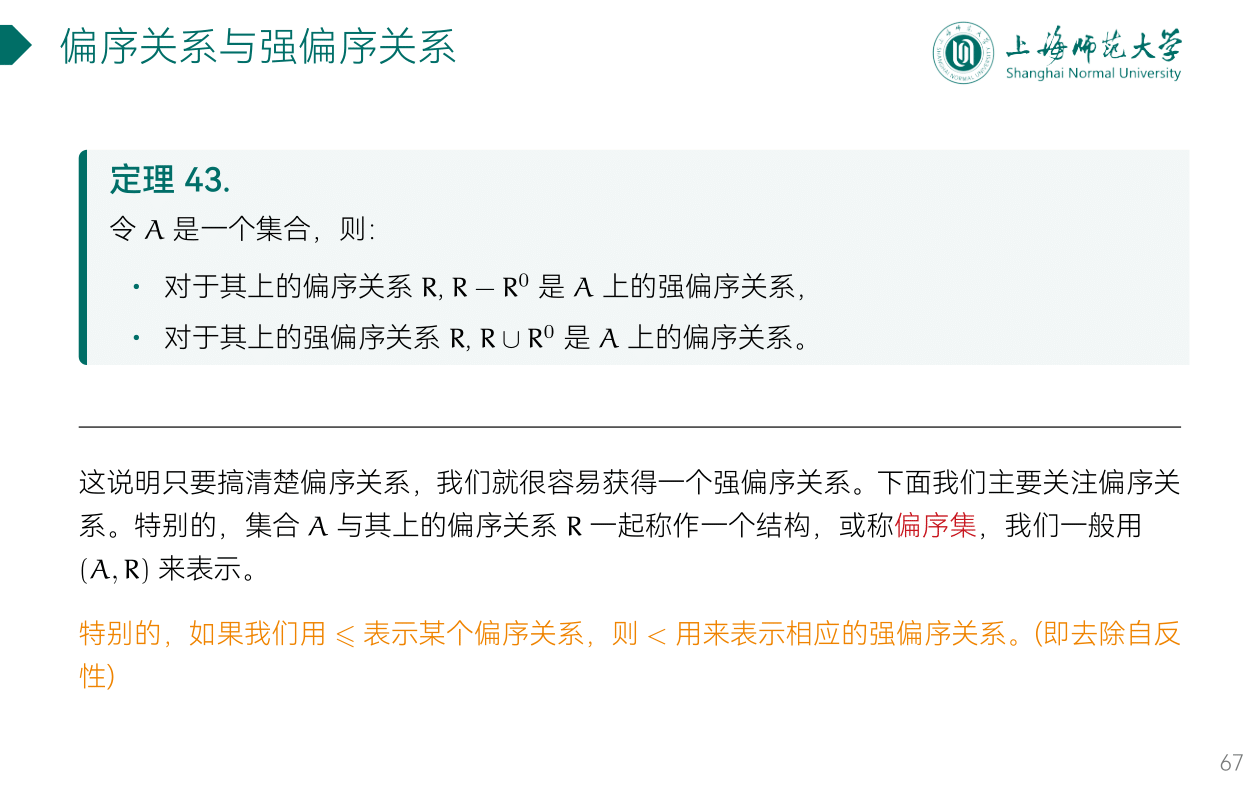 偏序关系与强偏序关系
上海师范大学
Shanghai Normal University
定理 43.
令 A 是一个集合，则：
• 对于其上的偏序关系 R, R − R⁰ 是 A 上的强偏序关系，
• 对于其上的强偏序关系 R, R ∪ R⁰ 是 A 上的偏序关系。
这说明只要搞清楚偏序关系，我们就很容易获得一个强偏序关系。下面我们主要关注偏序关
系。特别的，集合 A 与其上的偏序关系 R 一起称作一个结构，或称偏序集，我们一般用
(A, R) 来表示。
特别的，如果我们用 ⩽ 表示某个偏序关系，则 < 用来表示相应的强偏序关系。(即去除自反
性)
67